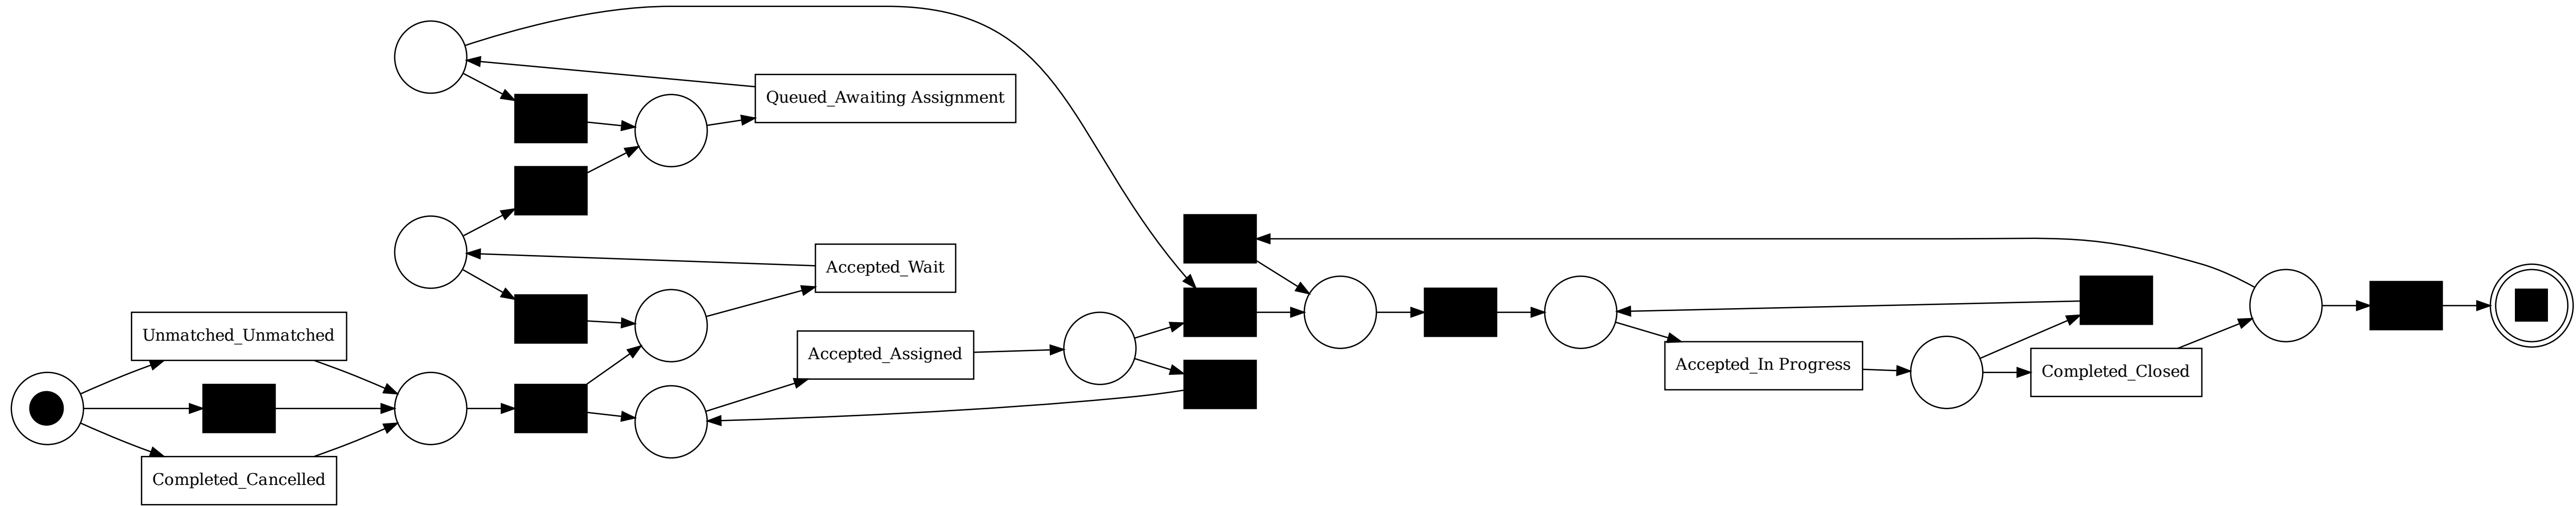 Queued_Awaiting Assignment
Accepted_Wait
Unmatched_Unmatched
Accepted_Assigned
Accepted_In Progress
Completed_Closed
Completed_Cancelled